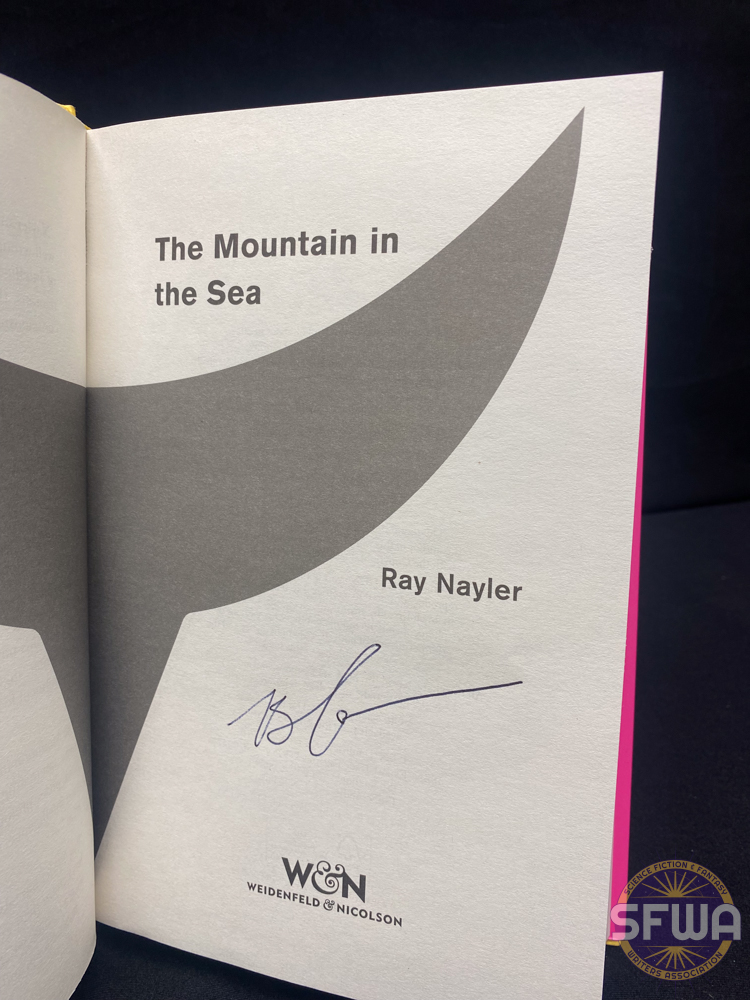 The Mountain in
the Sea
Ray Nayler
W&N
WEIDENFELD & NICOLSON
SCIENCE FICTION & FANTASY
SFWA
WRITERS ASSOCIATION